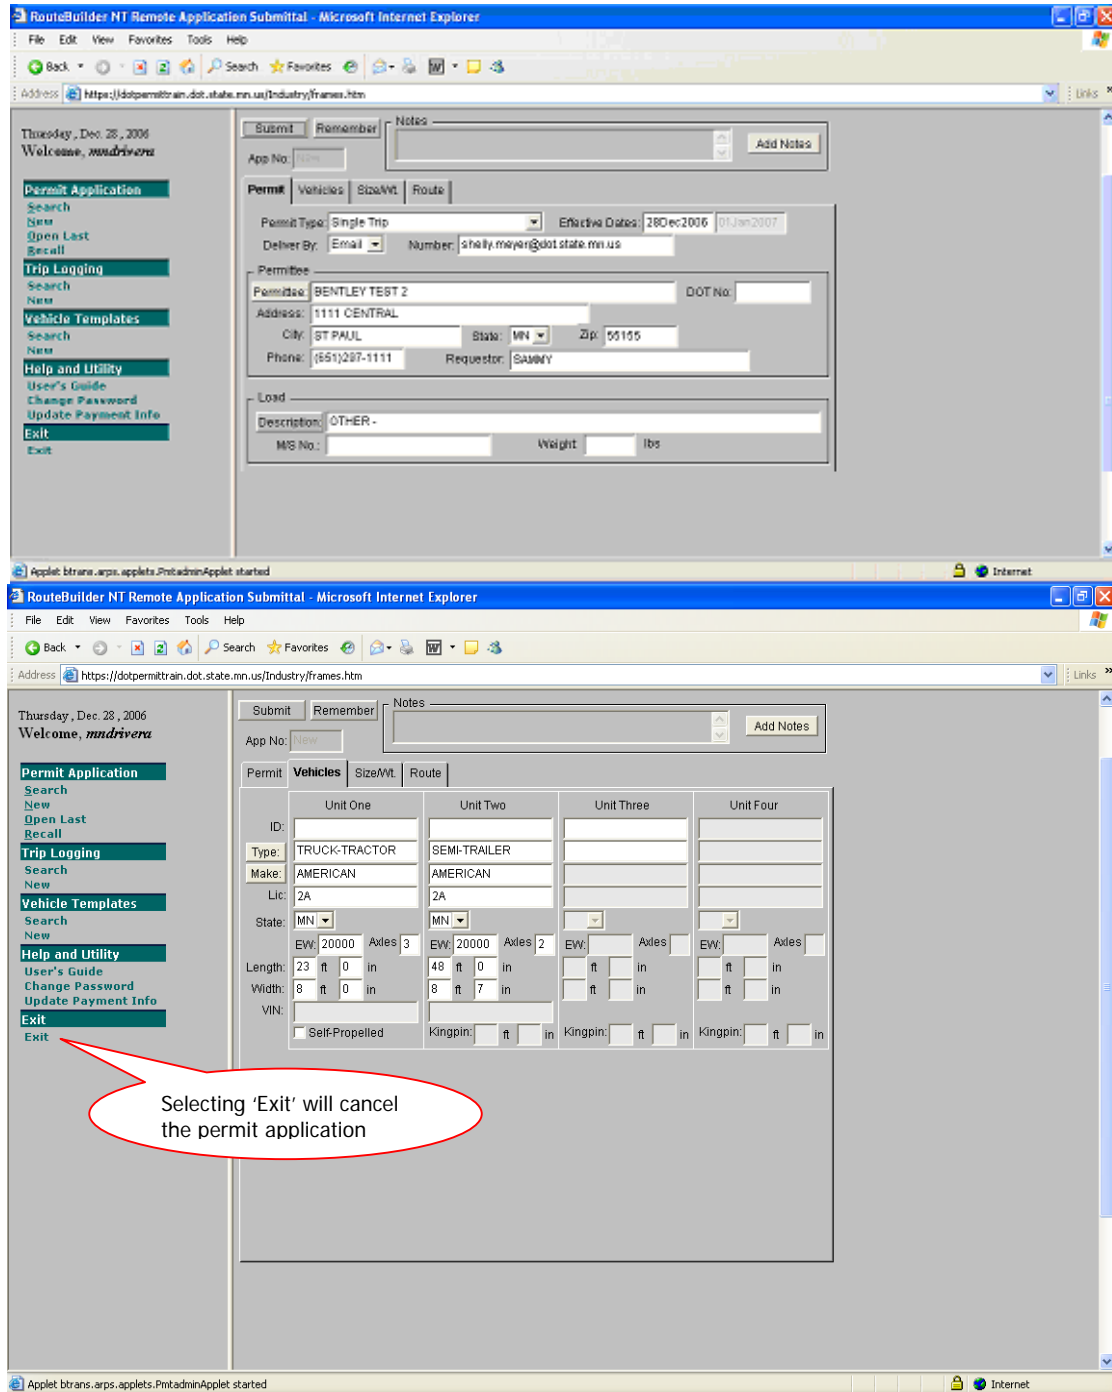 RouteBuilder NT Remote Application Submittal - Microsoft Internet Explorer
File Edit View Favorites Tools Help
Back Search Favorites
Address https://dotpermittrain.dot.state.mn.us/Industry/frames.htm Links
Thursday, Dec. 28, 2006
Welcome, mndrivera
Permit Application
Search
New
Open Last
Recall
Trip Logging
Search
New
Vehicle Templates
Search
New
Help and Utility
User's Guide
Change Password
Update Payment Info
Exit
Exit
Submit Remember Notes
Add Notes
App No: New
Permit Vehicles Size/Wt. Route
Permit Type: Single Trip Effective Dates: 28Dec2006 01Jan2007
Deliver By: Email Number: shelly.meyer@dot.state.mn.us
Permittee
Permittee: BENTLEY TEST 2 DOT No:
Address: 1111 CENTRAL
City: ST PAUL State: MN Zip: 55155
Phone: (651)297-1111 Requestor: SAMMY
Load
Description: OTHER -
M/S No.: Weight: lbs
Applet btrans.arps.applets.PmtadminApplet started Internet
RouteBuilder NT Remote Application Submittal - Microsoft Internet Explorer
File Edit View Favorites Tools Help
Back Search Favorites
Address https://dotpermittrain.dot.state.mn.us/Industry/frames.htm Links
Thursday, Dec. 28, 2006
Welcome, mndrivera
Permit Application
Search
New
Open Last
Recall
Trip Logging
Search
New
Vehicle Templates
Search
New
Help and Utility
User's Guide
Change Password
Update Payment Info
Exit
Exit
Submit Remember Notes
Add Notes
App No: New
Permit Vehicles Size/Wt. Route
Unit One Unit Two Unit Three Unit Four
ID:
Type: TRUCK-TRACTOR SEMI-TRAILER
Make: AMERICAN AMERICAN
Lic: 2A 2A
State: MN MN
EW: 20000 Axles 3 EW: 20000 Axles 2 EW: Axles EW: Axles
Length: 23 ft 0 in 48 ft 0 in ft in ft in
Width: 8 ft 0 in 8 ft 7 in ft in ft in
VIN:
Self-Propelled Kingpin: ft in Kingpin: ft in Kingpin: ft in
Selecting ‘Exit’ will cancel
the permit application
Applet btrans.arps.applets.PmtadminApplet started Internet